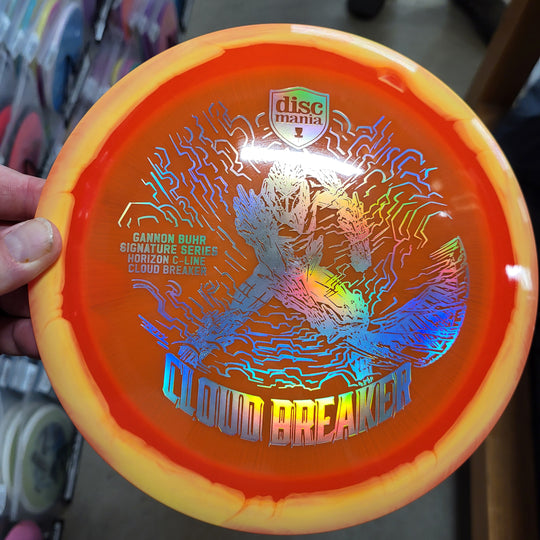 disc
mania
GANNON BUHR
SIGNATURE SERIES
HORIZON C-LINE
CLOUD BREAKER
CLOUD BREAKER